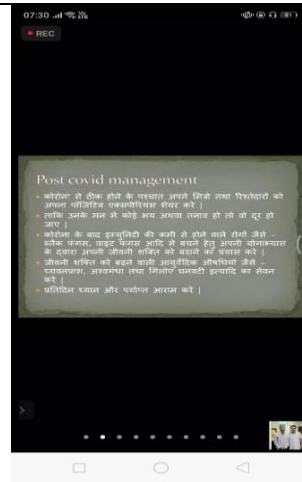 07:30
REC
Post covid management
कोरोना से ठीक होने के पश्चात अपने मित्रो तथा रिश्तेदारों को
अपना पॉजिटिव एक्सपीरियंस शेयर करे |
ताकि उनके मन में कोई भय अथवा तनाव हो तो वो दूर हो
जाए |
कोरोना के बाद इम्युनिटी की कमी से होने वाले रोगों जैसे –
ब्लैक फंगस, वाइट फंगस आदि से बचने हेतु अपनी योगाभ्यास
के द्वारा अपनी जीवनी शक्ति को बढाने का प्रयास करे |
जीवनी शक्ति को बढ़ने वाली आयुर्वेदिक औषधियों जैसे –
च्यवनप्राश, अश्वगंधा तथा गिलोए घनवटी इत्यादि का सेवन
करे |
प्रतिदिन ध्यान और पर्याप्त आराम करे |